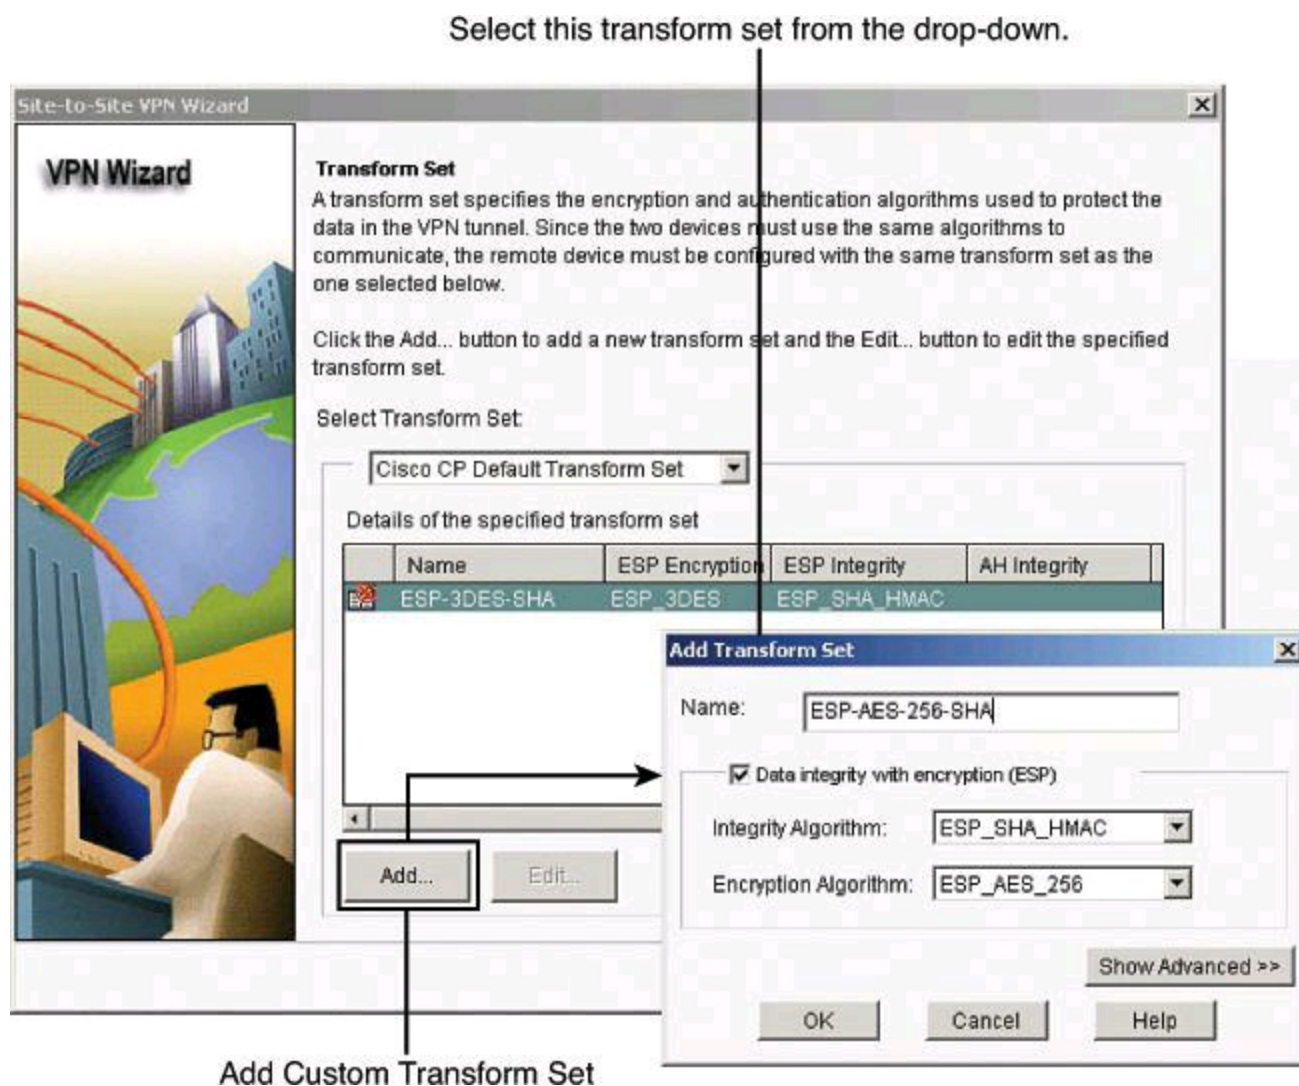 Select this transform set from the drop-down.
Site-to-Site VPN Wizard
VPN Wizard
Transform Set
A transform set specifies the encryption and authentication algorithms used to protect the
data in the VPN tunnel. Since the two devices must use the same algorithms to
communicate, the remote device must be configured with the same transform set as the
one selected below.
Click the Add... button to add a new transform set and the Edit... button to edit the specified
transform set.
Select Transform Set:
Cisco CP Default Transform Set
Details of the specified transform set
Name ESP Encryption ESP Integrity AH Integrity
ESP-3DES-SHA ESP_3DES ESP_SHA_HMAC
Add... Edit...
Add Transform Set
Name: ESP-AES-256-SHA
Data integrity with encryption (ESP)
Integrity Algorithm: ESP_SHA_HMAC
Encryption Algorithm: ESP_AES_256
Show Advanced >>
OK Cancel Help
Add Custom Transform Set